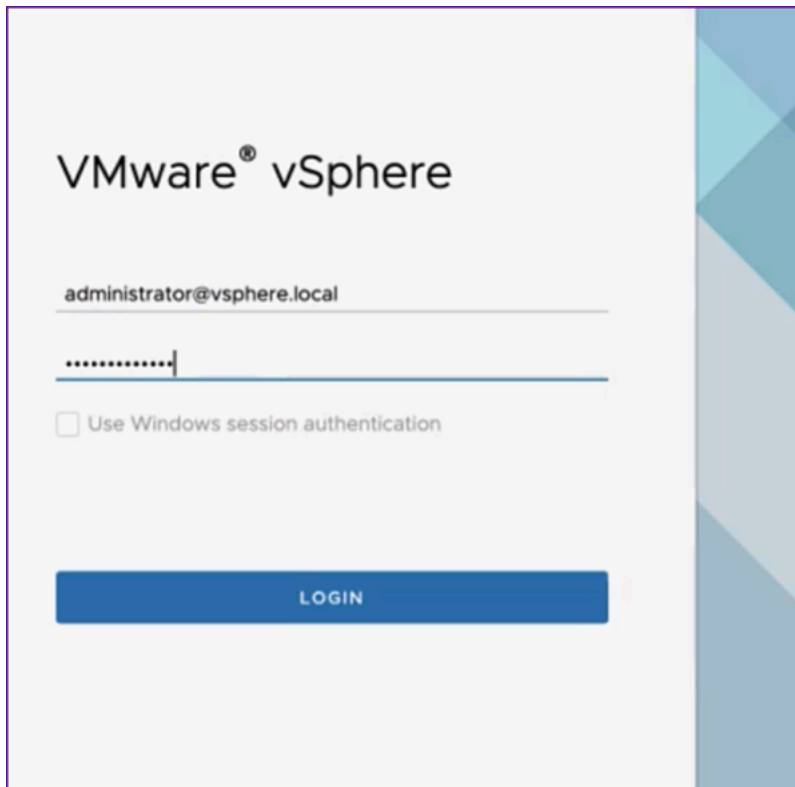 VMware® vSphere
administrator@vsphere.local
•••••••••••••
Use Windows session authentication
LOGIN